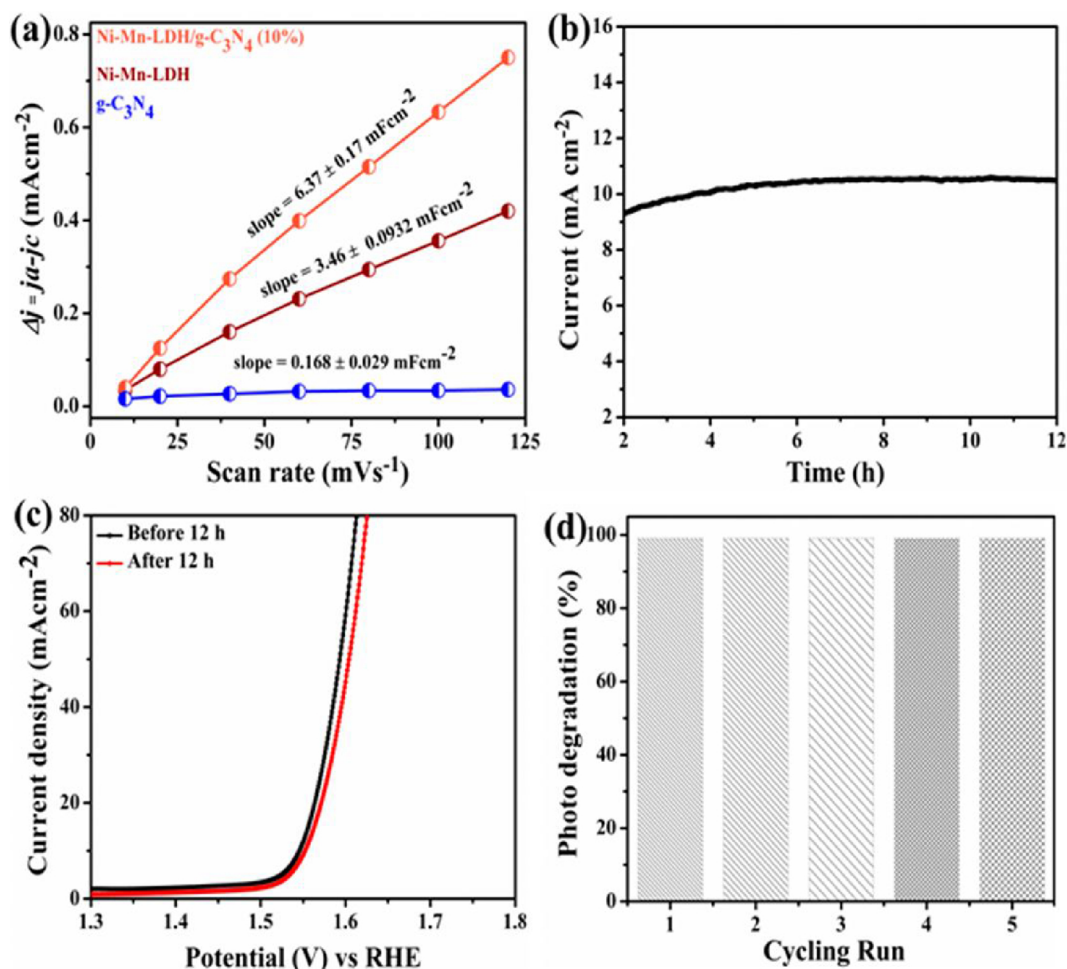 (a)
Ni-Mn-LDH/g-C₃N₄ (10%)
Ni-Mn-LDH
g-C₃N₄
slope = 6.37 ± 0.17 mFcm⁻²
slope = 3.46 ± 0.0932 mFcm⁻²
slope = 0.168 ± 0.029 mFcm⁻²
Δj = ja-jc (mAcm⁻²)
0.8
0.6
0.4
0.2
0.0
0 25 50 75 100 125
Scan rate (mVs⁻¹)
(b)
Current (mA cm⁻²)
16
14
12
10
8
6
4
2
2 4 6 8 10 12
Time (h)
(c)
Before 12 h
After 12 h
Current density (mAcm⁻²)
80
60
40
20
0
1.3 1.4 1.5 1.6 1.7 1.8
Potential (V) vs RHE
(d)
Photo degradation (%)
100
80
60
40
20
0
1 2 3 4 5
Cycling Run